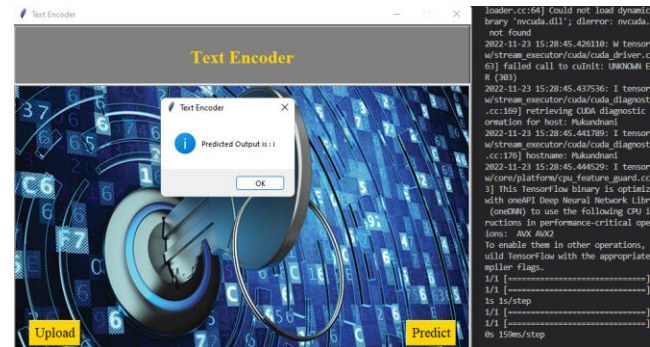 Text Encoder
Text Encoder
Text Encoder
Predicted Output is : i
OK
Upload
Predict
loader.cc:64] Could not load dynamic
brary 'nvcuda.dll'; dlerror: nvcuda.
not found
2022-11-23 15:28:45.426110: W tensor
w/stream_executor/cuda/cuda_driver.c
63] failed call to cuInit: UNKNOWN E
R (303)
2022-11-23 15:28:45.437536: I tensor
w/stream_executor/cuda/cuda_diagnost
.cc:169] retrieving CUDA diagnostic
ormation for host: Mukundnani
2022-11-23 15:28:45.441789: I tensor
w/stream_executor/cuda/cuda_diagnost
.cc:176] hostname: Mukundnani
2022-11-23 15:28:45.444529: I tensor
w/core/platform/cpu_feature_guard.cc
3] This TensorFlow binary is optimiz
with oneAPI Deep Neural Network Libr
(oneDNN) to use the following CPU i
ructions in performance-critical ope
ions: AVX AVX2
To enable them in other operations,
uild TensorFlow with the appropriate
mpiler flags.
1/1 [==============================]
1/1 [==============================]
1s 1s/step
1/1 [==============================]
1/1 [==============================]
0s 159ms/step